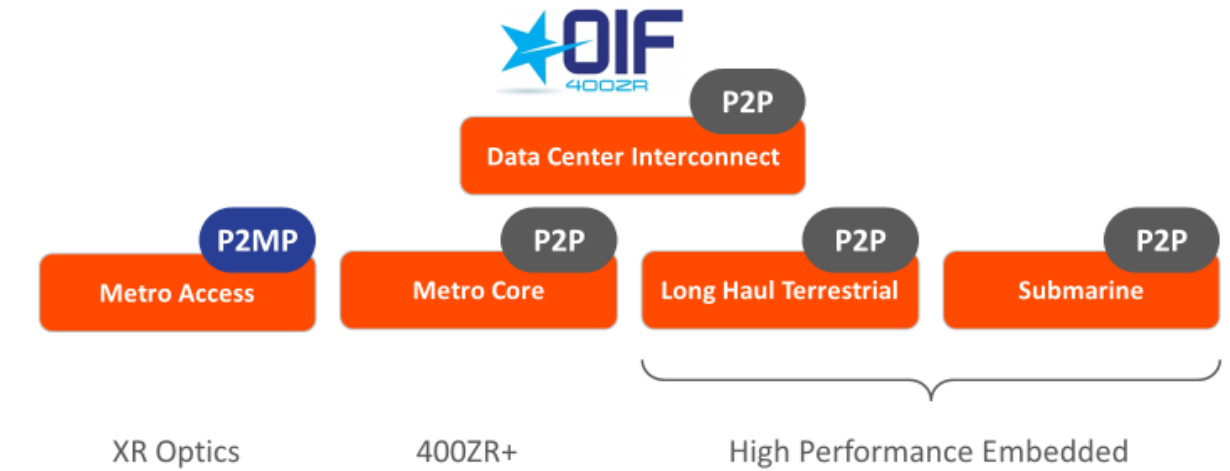 OIF
400ZR
P2P
Data Center Interconnect
P2MP
P2P
P2P
P2P
Metro Access
Metro Core
Long Haul Terrestrial
Submarine
XR Optics
400ZR+
High Performance Embedded